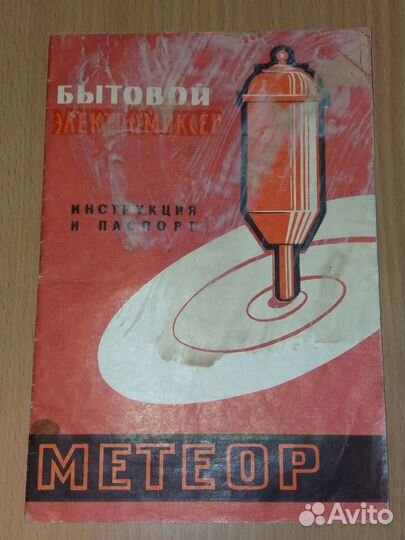 БЫТОВОЙ
ЭЛЕКТРОМИКСЕР
ИНСТРУКЦИЯ
И ПАСПОРТ
МЕТЕОР
Avito